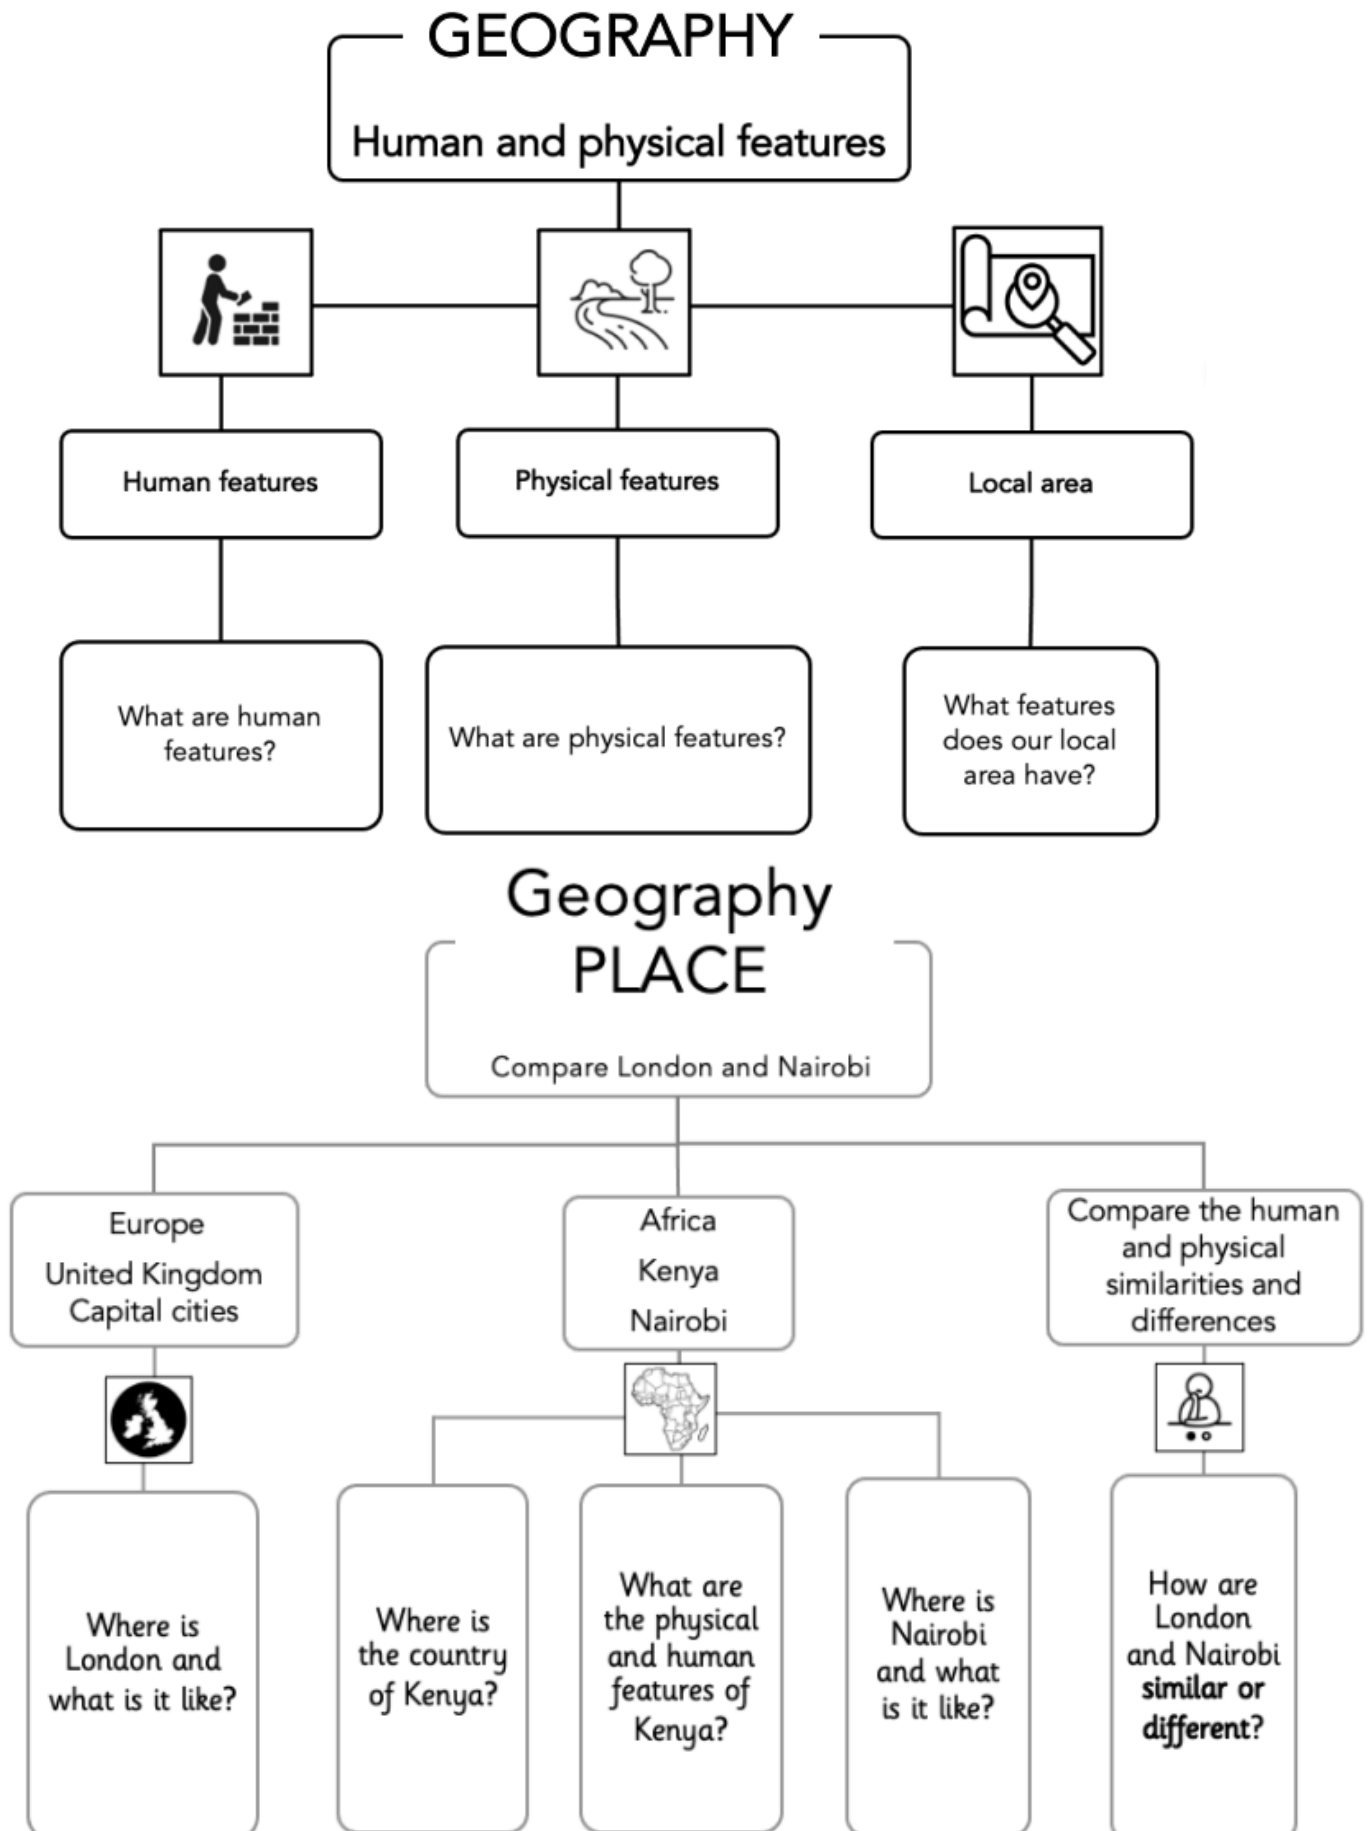 GEOGRAPHY
Human and physical features
Human features
Physical features
Local area
What are human
features?
What are physical features?
What features
does our local
area have?
Geography
PLACE
Compare London and Nairobi
Europe
United Kingdom
Capital cities
Africa
Kenya
Nairobi
Compare the human
and physical
similarities and
differences
Where is
London and
what is it like?
Where is
the country
of Kenya?
What are
the physical
and human
features of
Kenya?
Where is
Nairobi
and what
is it like?
How are
London
and Nairobi
similar or
different?